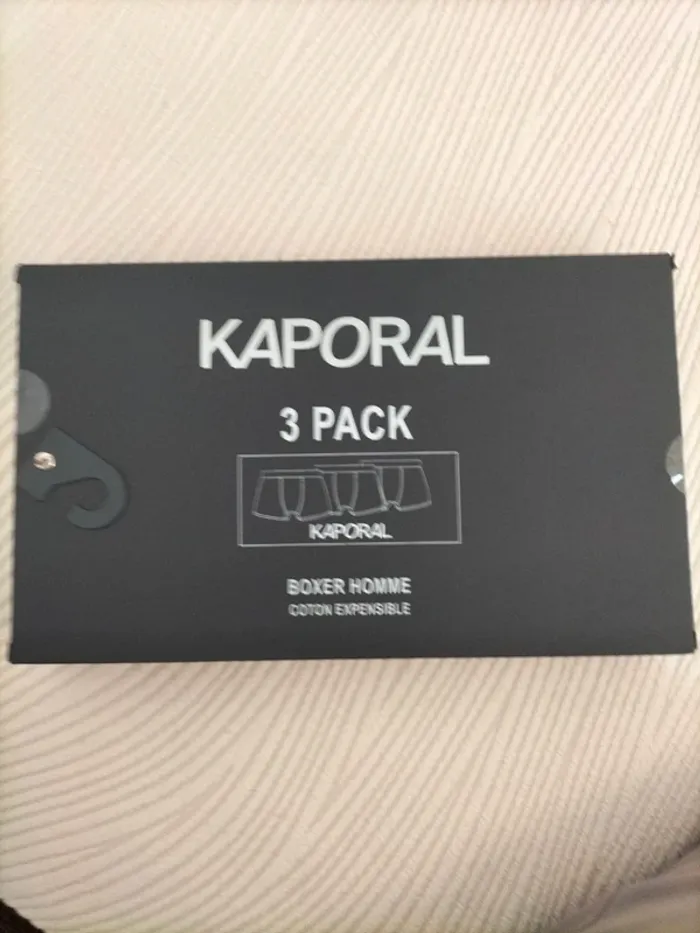 KAPORAL
3 PACK
KAPORAL
BOXER HOMME
COTON EXPENSIBLE